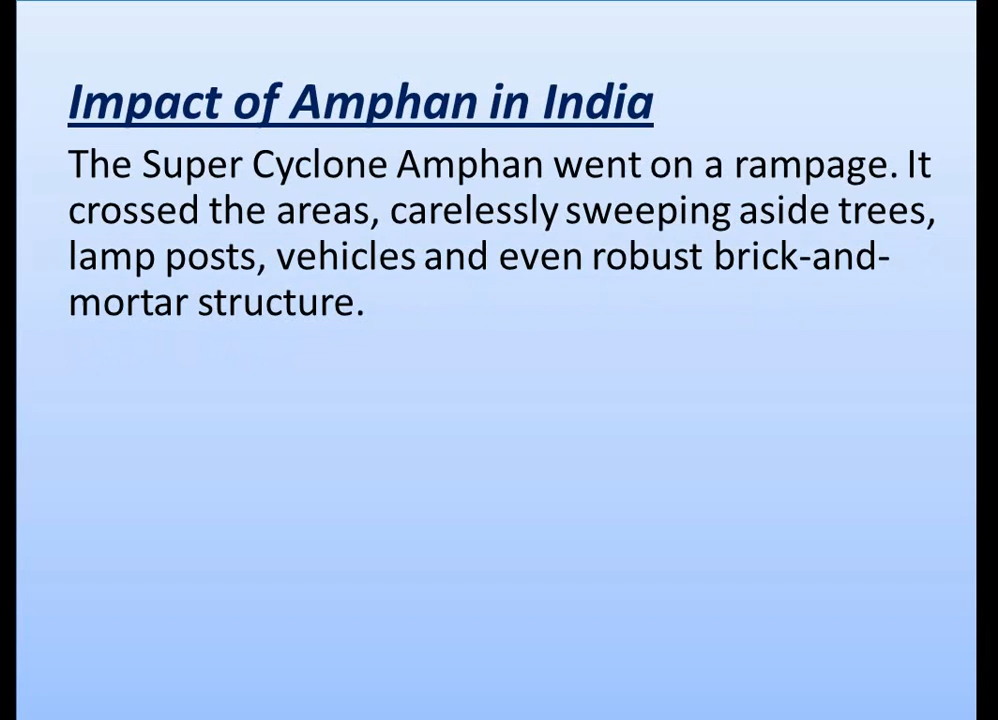 Impact of Amphan in India
The Super Cyclone Amphan went on a rampage. It
crossed the areas, carelessly sweeping aside trees,
lamp posts, vehicles and even robust brick-and-
mortar structure.